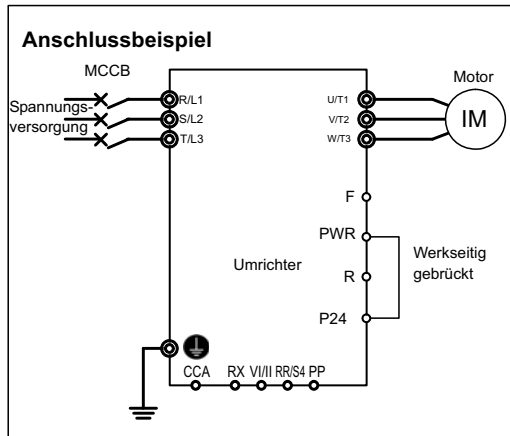 Anschlussbeispiel
MCCB
Motor
Spannungs-
versorgung
R/L1
S/L2
T/L3
U/T1
V/T2
W/T3
IM
F
PWR
R
P24
Werkseitig
gebrückt
Umrichter
CCA RX VI/II RR/S4 PP